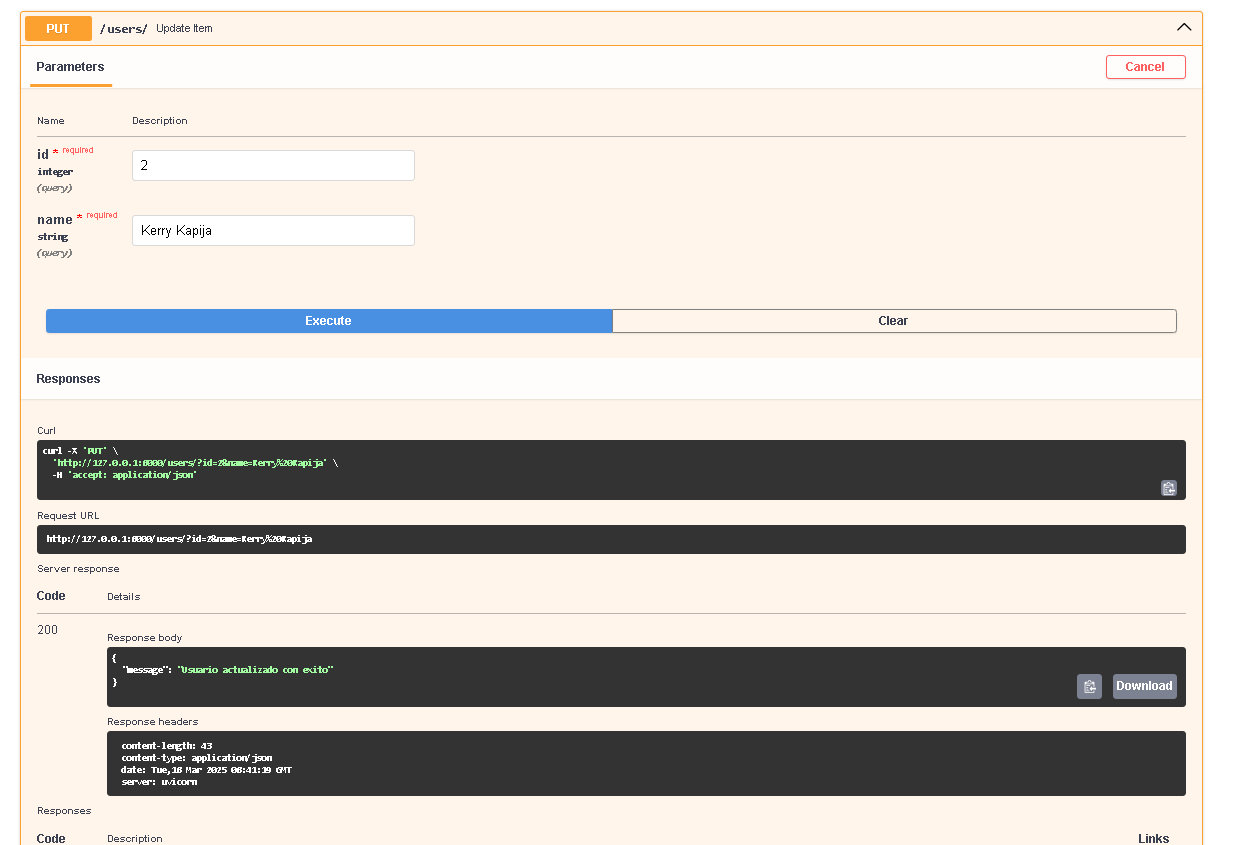 PUT /users/ Update Item
Parameters
Cancel
Name Description
id * required
integer
(query)
2
name * required
string
(query)
Kerry Kapija
Execute Clear
Responses
Curl
curl -X 'PUT' \
'http://127.0.0.1:8000/users/?id=2&name=Kerry%20Kapija' \
-H 'accept: application/json'
Request URL
http://127.0.0.1:8000/users/?id=2&name=Kerry%20Kapija
Server response
Code Details
200
Response body
{
"message": "Usuario actualizado con exito"
}
Download
Response headers
content-length: 43
content-type: application/json
date: Tue,18 Mar 2025 08:41:19 GMT
server: uvicorn
Responses
Code Description Links